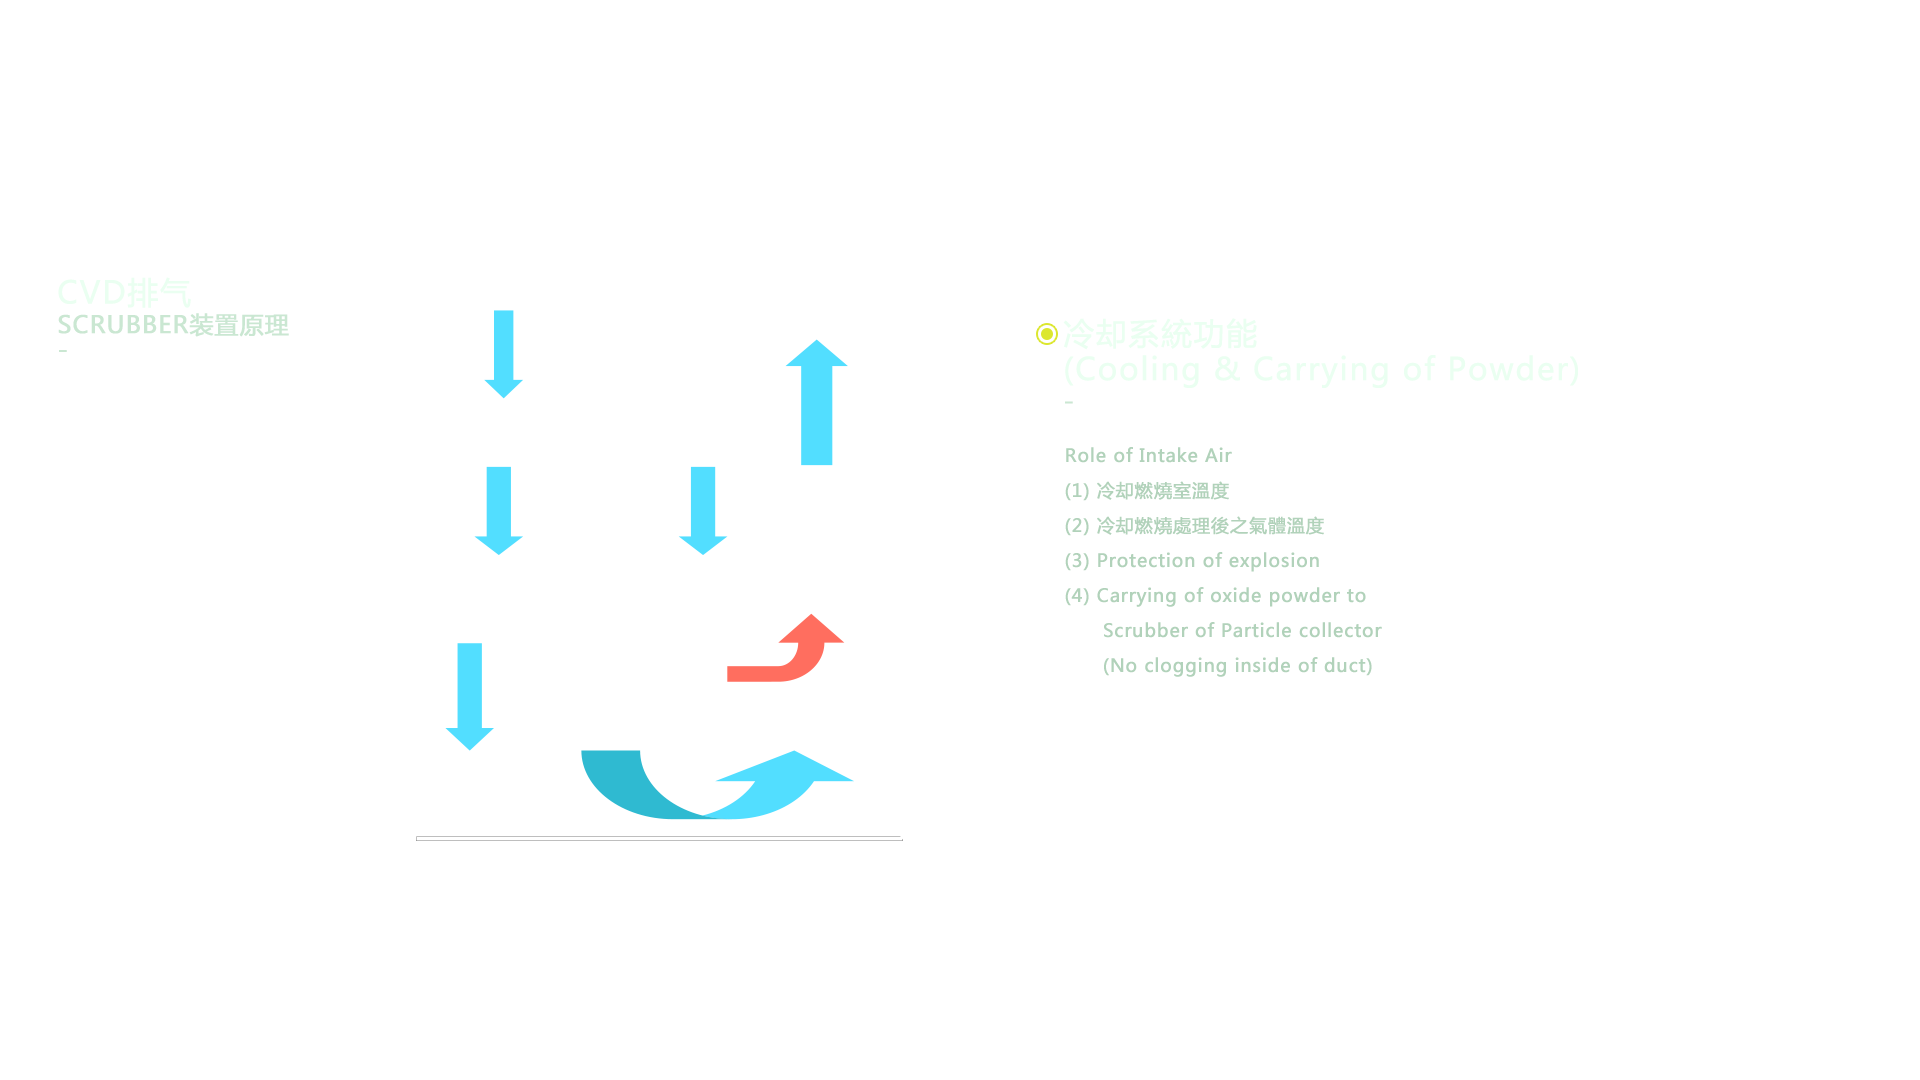 CVD排气
SCRUBBER装置原理
-
冷却系統功能
(Cooling & Carrying of Powder)
-
Role of Intake Air
(1) 冷却燃燒室溫度
(2) 冷却燃燒處理後之氣體溫度
(3) Protection of explosion
(4) Carrying of oxide powder to
Scrubber of Particle collector
(No clogging inside of duct)